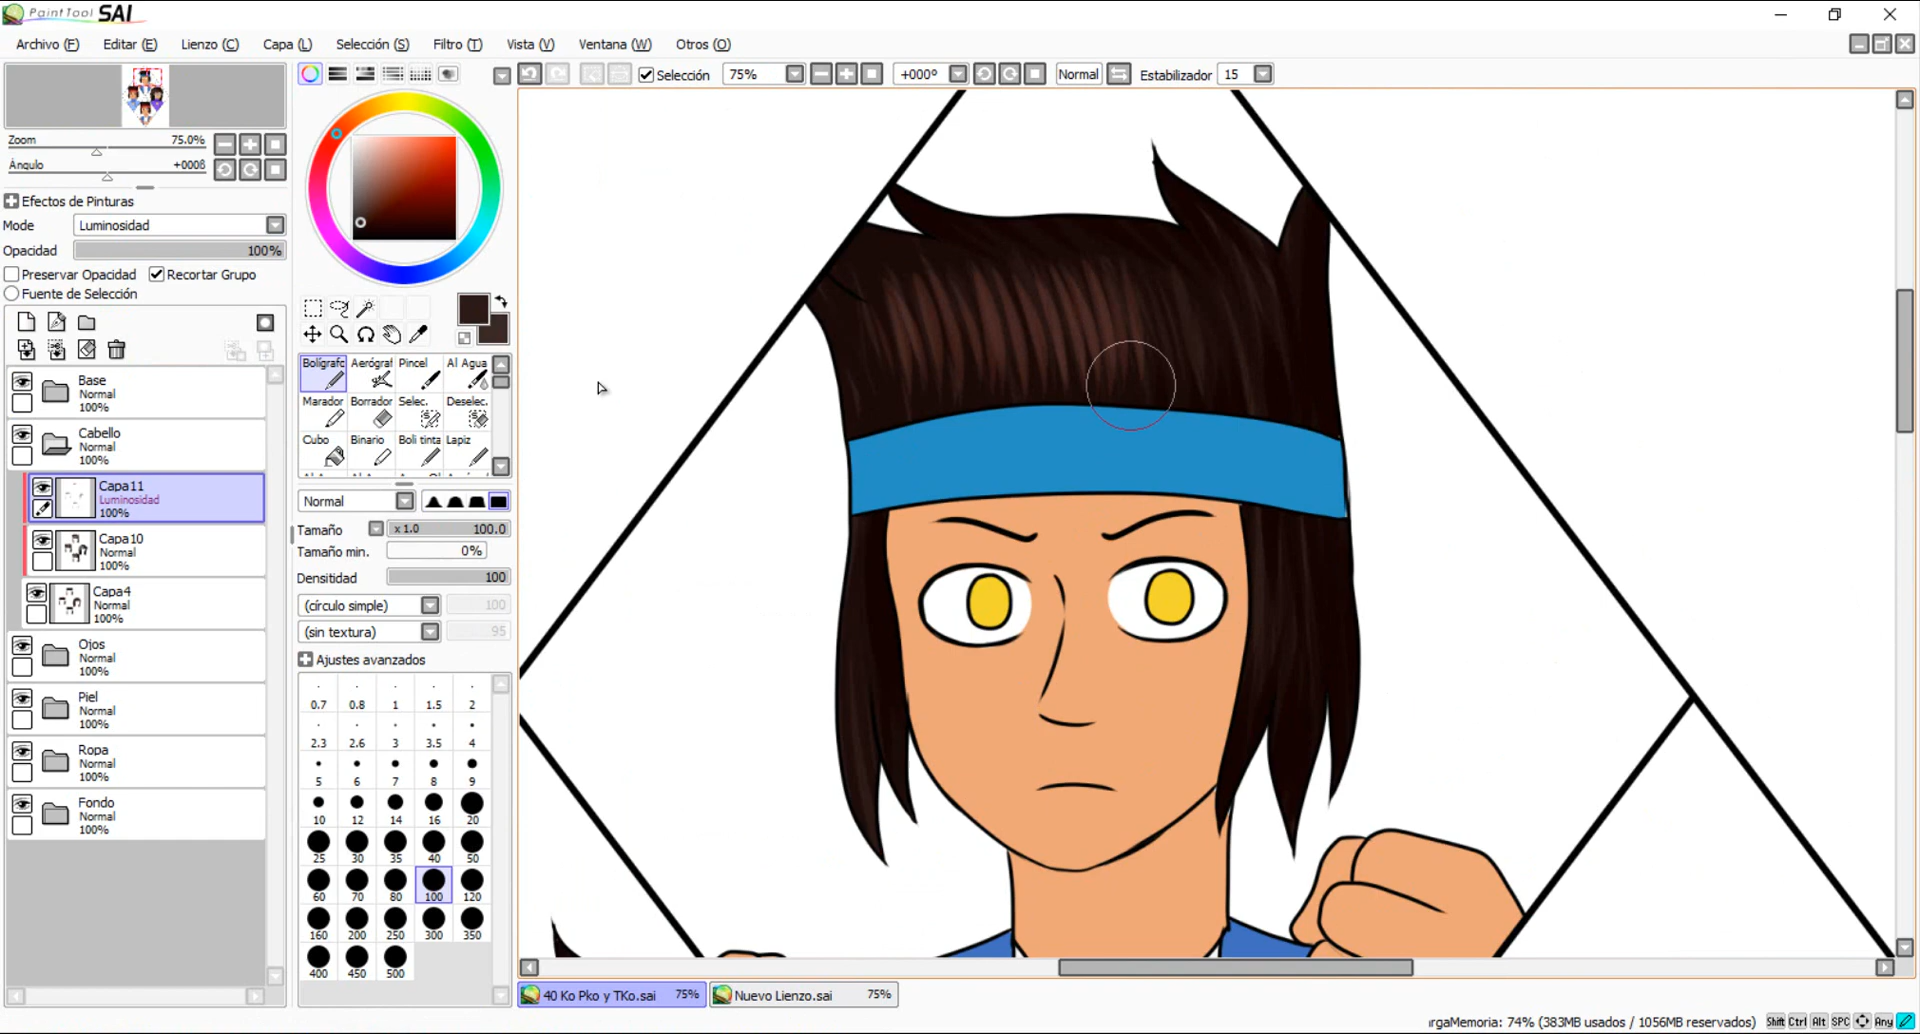 PaintTool SAI
Archivo (F) Editar (E) Lienzo (C) Capa (L) Selección (S) Filtro (T) Vista (V) Ventana (W) Otros (O)
Selección 75% +000º Normal Estabilizador 15
Zoom 75.0%
Ángulo +000º
Efectos de Pinturas
Mode Luminosidad
Opacidad 100%
Preservar Opacidad Recortar Grupo
Fuente de Selección
Base
Normal
100%
Cabello
Normal
100%
Capa11
Luminosidad
100%
Capa10
Normal
100%
Capa4
Normal
100%
Ojos
Normal
100%
Piel
Normal
100%
Ropa
Normal
100%
Fondo
Normal
100%
Bolígrafo Aerógraf Pincel Al Agua
Marador Borrador Selec. Deselec.
Cubo Binario Boli tinta Lapiz
Normal
Tamaño x 1.0 100.0
Tamaño min. 0%
Densitidad 100
(círculo simple) 100
(sin textura) 95
Ajustes avanzados
0.7 0.8 1 1.5 2
2.3 2.6 3 3.5 4
5 6 7 8 9
10 12 14 16 20
25 30 35 40 50
60 70 80 100 120
160 200 250 300 350
400 450 500
40 Ko Pko y TKo.sai 75% Nuevo Lienzo.sai 75%
rgaMemoria: 74% (383MB usados / 1056MB reservados) Shift Ctrl Alt SPC Any